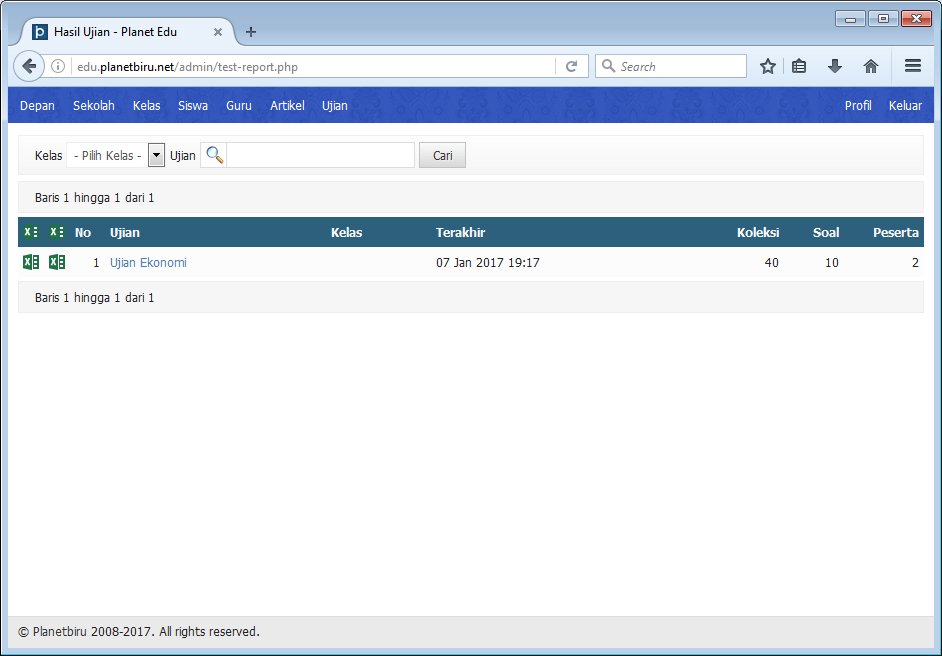 Hasil Ujian - Planet Edu
edu.planetbiru.net/admin/test-report.php
Search
Depan Sekolah Kelas Siswa Guru Artikel Ujian Profil Keluar
Kelas - Pilih Kelas - Ujian Cari
Baris 1 hingga 1 dari 1
No Ujian Kelas Terakhir Koleksi Soal Peserta
1 Ujian Ekonomi 07 Jan 2017 19:17 40 10 2
Baris 1 hingga 1 dari 1
© Planetbiru 2008-2017. All rights reserved.